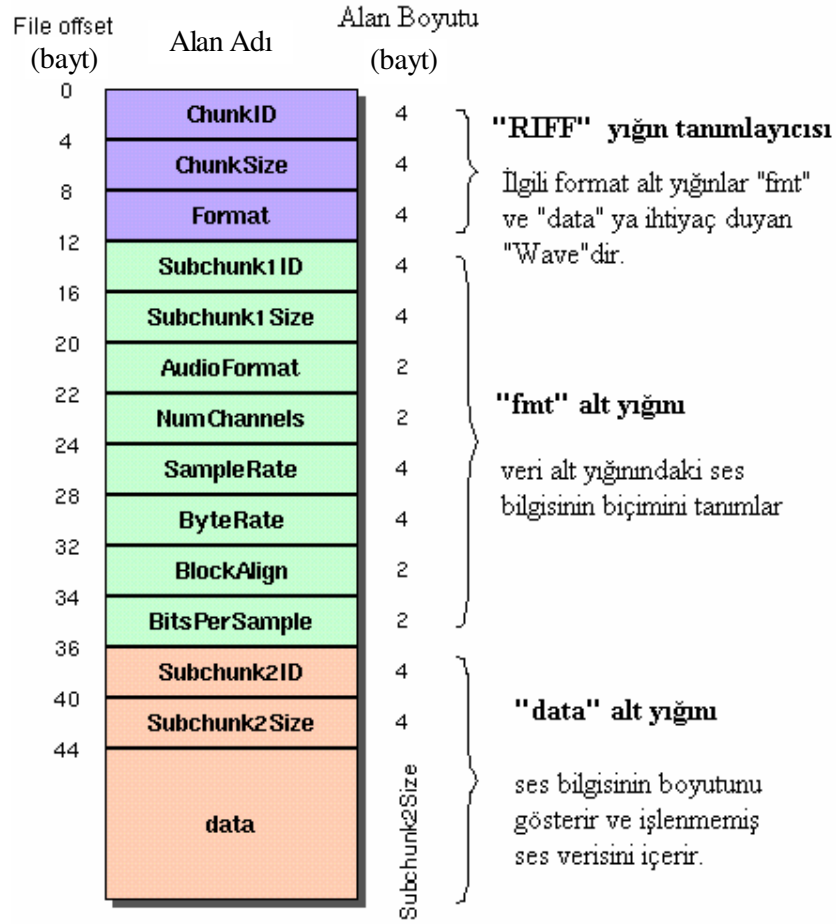 File offset
(bayt)
Alan Adı
Alan Boyutu
(bayt)
0
ChunkID
4
4
ChunkSize
4
8
Format
4
12
"RIFF" yığın tanımlayıcısı
İlgili format alt yığınlar "fmt"
ve "data" ya ihtiyaç duyan
"Wave"dir.
Subchunk1ID
4
16
Subchunk1Size
4
20
AudioFormat
2
22
NumChannels
2
24
SampleRate
4
28
ByteRate
4
32
BlockAlign
2
34
BitsPerSample
2
36
"fmt" alt yığını
veri alt yığınındaki ses
bilgisinin biçimini tanımlar
Subchunk2ID
4
40
Subchunk2Size
4
44
data
Subchunk2Size
"data" alt yığını
ses bilgisinin boyutunu
gösterir ve işlenmemiş
ses verisini içerir.